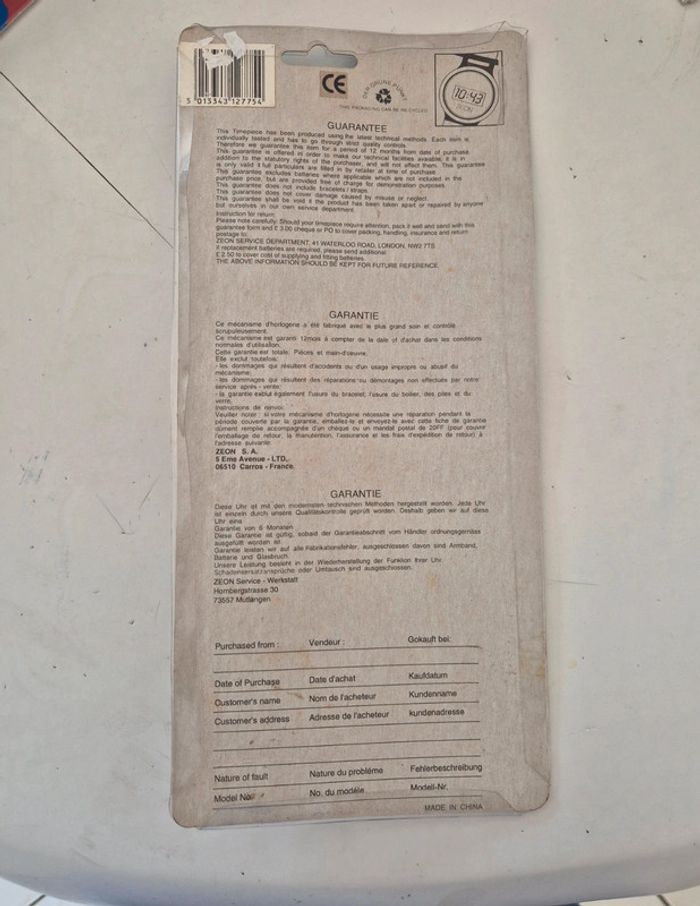 5 013343 127754
CE
DER GRÜNE PUNKT
THIS PACKAGING CAN BE RE CYCLED
10:43
ZEON
GUARANTEE
This Timepiece has been produced using the latest technical methods. Each item is
individually tested and has to go through strict quality controls.
Therefore we guarantee this item for a period of 12 months from date of purchase.
This guarantee is offered in order to make our technical facilities avaiable, it is in
addition to the statutory rights of the purchaser, and will not affect them. This guarantee
is only valid if full particulars are filled in by retailer at time of purchase.
This guarantee excludes batteries where applicable which are not included in the
purchase price, but are provided free of charge for demonstration purposes.
This guarantee does not include bracelets / straps.
This guarantee does not cover damage caused by misuse or neglect.
This guarantee shall be void if the product has been taken apart or repaired by anyone
but ourselves in our own service department.
Instruction for return:
Please note carefully: Should your timepiece require attention, pack it well and send with this
guarantee form and £ 3.00 cheque or PO to cover packing, handling, insurance and return
postage to:
ZEON SERVICE DEPARTMENT, 41 WATERLOO ROAD, LONDON, NW2 7TS
If replacement batteries are required, please send additional
£ 2.50 to cover cost of supplying and fitting batteries.
THE ABOVE INFORMATION SHOULD BE KEPT FOR FUTURE REFERENCE.
GARANTIE
Ce mécanisme d'horlogerie a été fabriqué avec le plus grand soin et contrôlé
scrupuleusement.
Ce mécanisme est garanti 12mois à compter de la date d'achat dans les conditions
normales d'utilisation.
Cette garantie est totale: Pièces et main-d'oeuvre.
Elle exclut toutefois:
- les dommages qui résultent d'accidents ou d'un usage impropre ou abusif du
mécanisme;
- les dommages qui résultent des réparations ou démontages non effectués par notre
service après - vente;
- la garantie exblut également l'usure du bracelet, l'usure du boîtier, des piles et du
verre.
Instructions de renvoi:
Veuiller noter : si votre mécanisme d'horlogerie nécessite une réparation pendant la
période couverte par la garantie, emballez-le et envoyez-le avec cette fiche de garantie
dûment remplie accompagnée d'un chèque ou un mandat postal de 20FF (pour couvrir
l'emballage de retour, la manutention, l'assurance et les frais d'expédition de retour) à
l'adresse suivante:
ZEON S. A.
5 Eme Avenue - LTD,.
06510 Carros - France.
GARANTIE
Diese Uhr et mit den modernsten technischen Methoden hergestellt worden. Jede Uhr
ist einzeln durch unsere Qualitätskontrolle geprüft worden. Deshalb geben wir auf diese
Uhr eina
Garantie von 6 Monaten
Diese Garantie ist gültig, sobald der Garantieabschnitt vom Händler ordnungsgemäss
ausgefüllt worden ist.
Garantie leisten wir auf alle Fabrikationsfehler, ausgeschlossen davon sind Armband,
Batterie und Glasbruch.
Unsere Leistung besieht in der Wiederherstellung der Funktion Ihrer Uhr.
Schadensersatzansprüche oder Umtausch sind ausgeschlossen.
ZEON Service - Werkstatt
Hornbergstrasse 30
73557 Mutlangen
Purchased from : Vendeur : Gokauft bei:
Date of Purchase Date d'achat Kaufdatum
Customer's name Nom de l'acheteur Kundenname
Customer's address Adresse de l'acheteur kundenadresse
Nature of fault Nature du problème Fehlerbeschreibung
Model No. No. du modèle Modell-Nr.
MADE IN CHINA